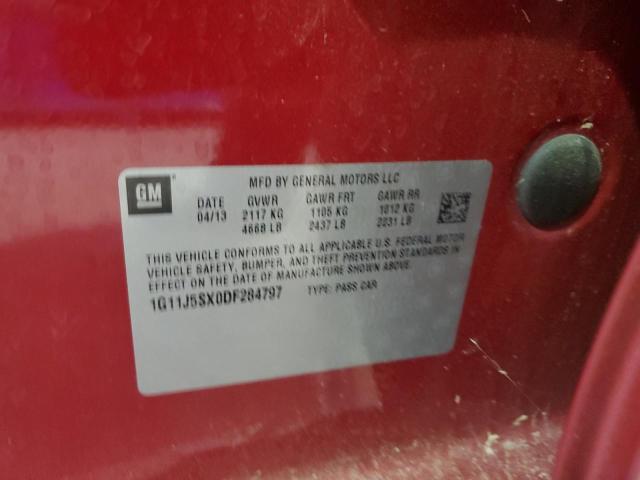 GM
MFD BY GENERAL MOTORS LLC
DATE GVWR GAWR FRT GAWR RR
04/13 2117 KG 1105 KG 1012 KG
4668 LB 2437 LB 2231 LB
THIS VEHICLE CONFORMS TO ALL APPLICABLE U.S. FEDERAL MOTOR
VEHICLE SAFETY, BUMPER, AND THEFT PREVENTION STANDARDS
IN EFFECT ON THE DATE OF MANUFACTURE SHOWN ABOVE.
1G11J5SX0DF284797 TYPE: PASS CAR